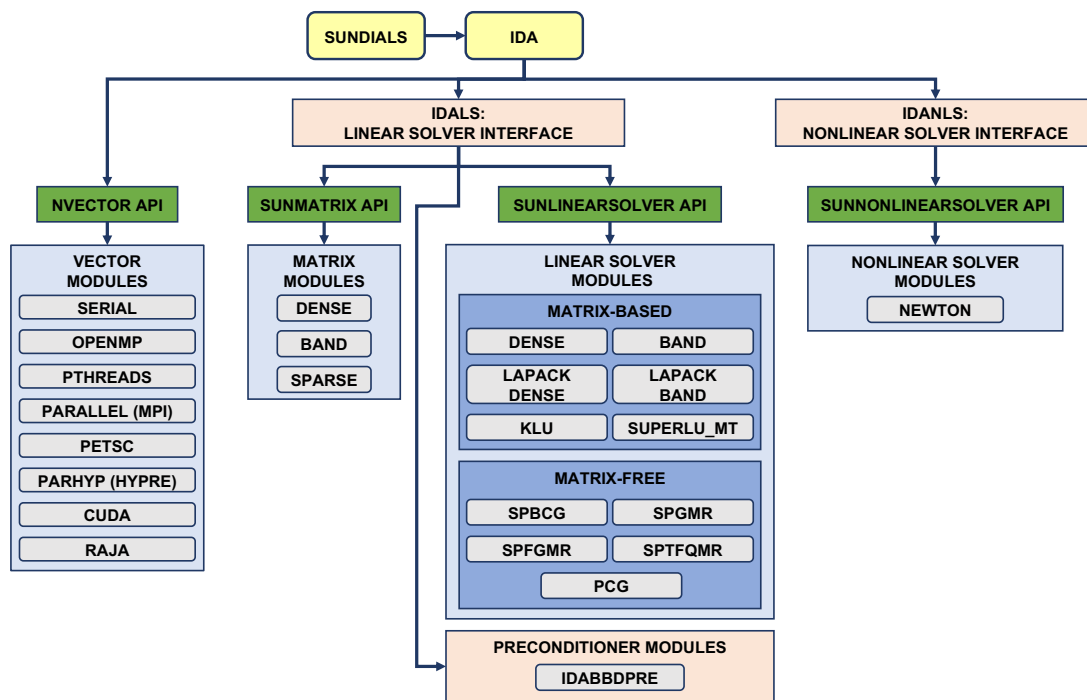 SUNDIALS
IDA
IDALS:
LINEAR SOLVER INTERFACE
IDANLS:
NONLINEAR SOLVER INTERFACE
NVECTOR API
SUNMATRIX API
SUNLINEARSOLVER API
SUNNONLINEARSOLVER API
VECTOR
MODULES
SERIAL
OPENMP
PTHREADS
PARALLEL (MPI)
PETSC
PARHYP (HYPRE)
CUDA
RAJA
MATRIX
MODULES
DENSE
BAND
SPARSE
LINEAR SOLVER
MODULES
MATRIX-BASED
DENSE
BAND
LAPACK
DENSE
LAPACK
BAND
KLU
SUPERLU_MT
MATRIX-FREE
SPBCG
SPGMR
SPFGMR
SPTFQMR
PCG
NONLINEAR SOLVER
MODULES
NEWTON
PRECONDITIONER MODULES
IDABBDPRE